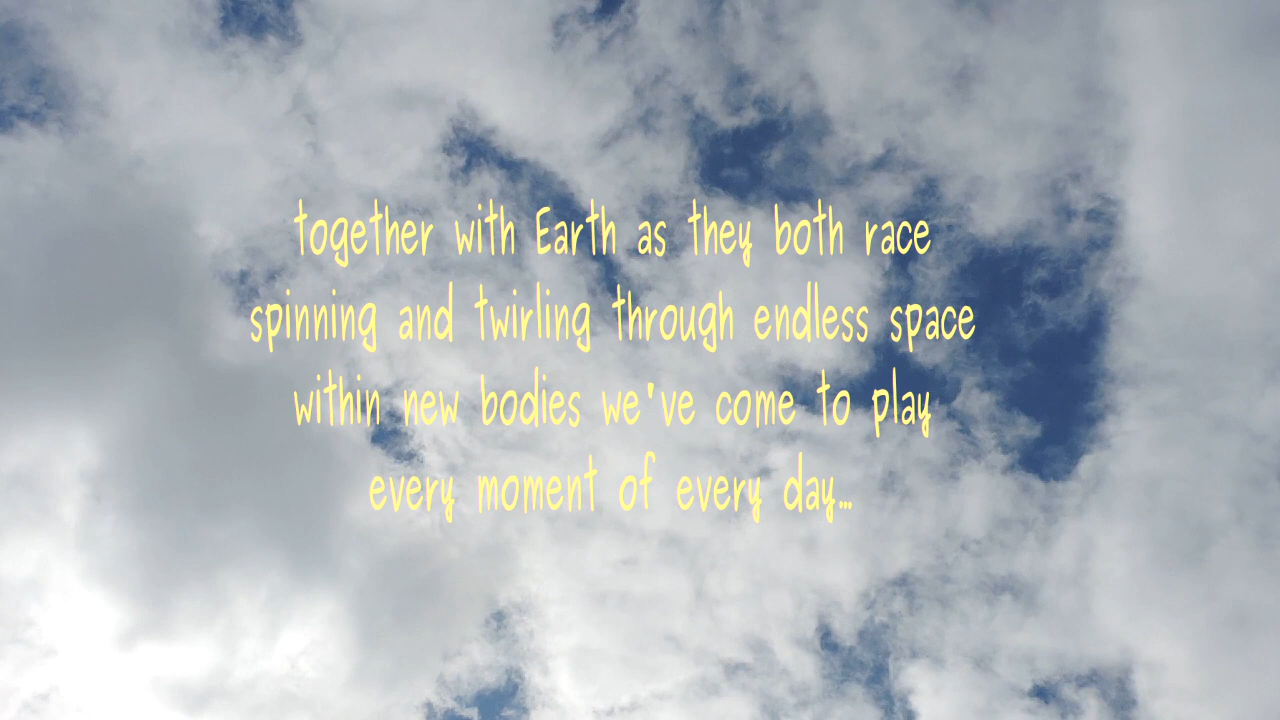 together with Earth as they both race
spinning and twirling through endless space
within new bodies we've come to play
every moment of every day...